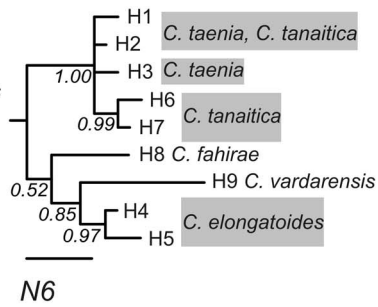 H1
H2
C. taenia, C. tanaitica
H3 C. taenia
1.00
H6
H7
C. tanaitica
0.99
H8 C. fahirae
0.52
H9 C. vardarensis
0.85
H4
H5
C. elongatoides
0.97
N6